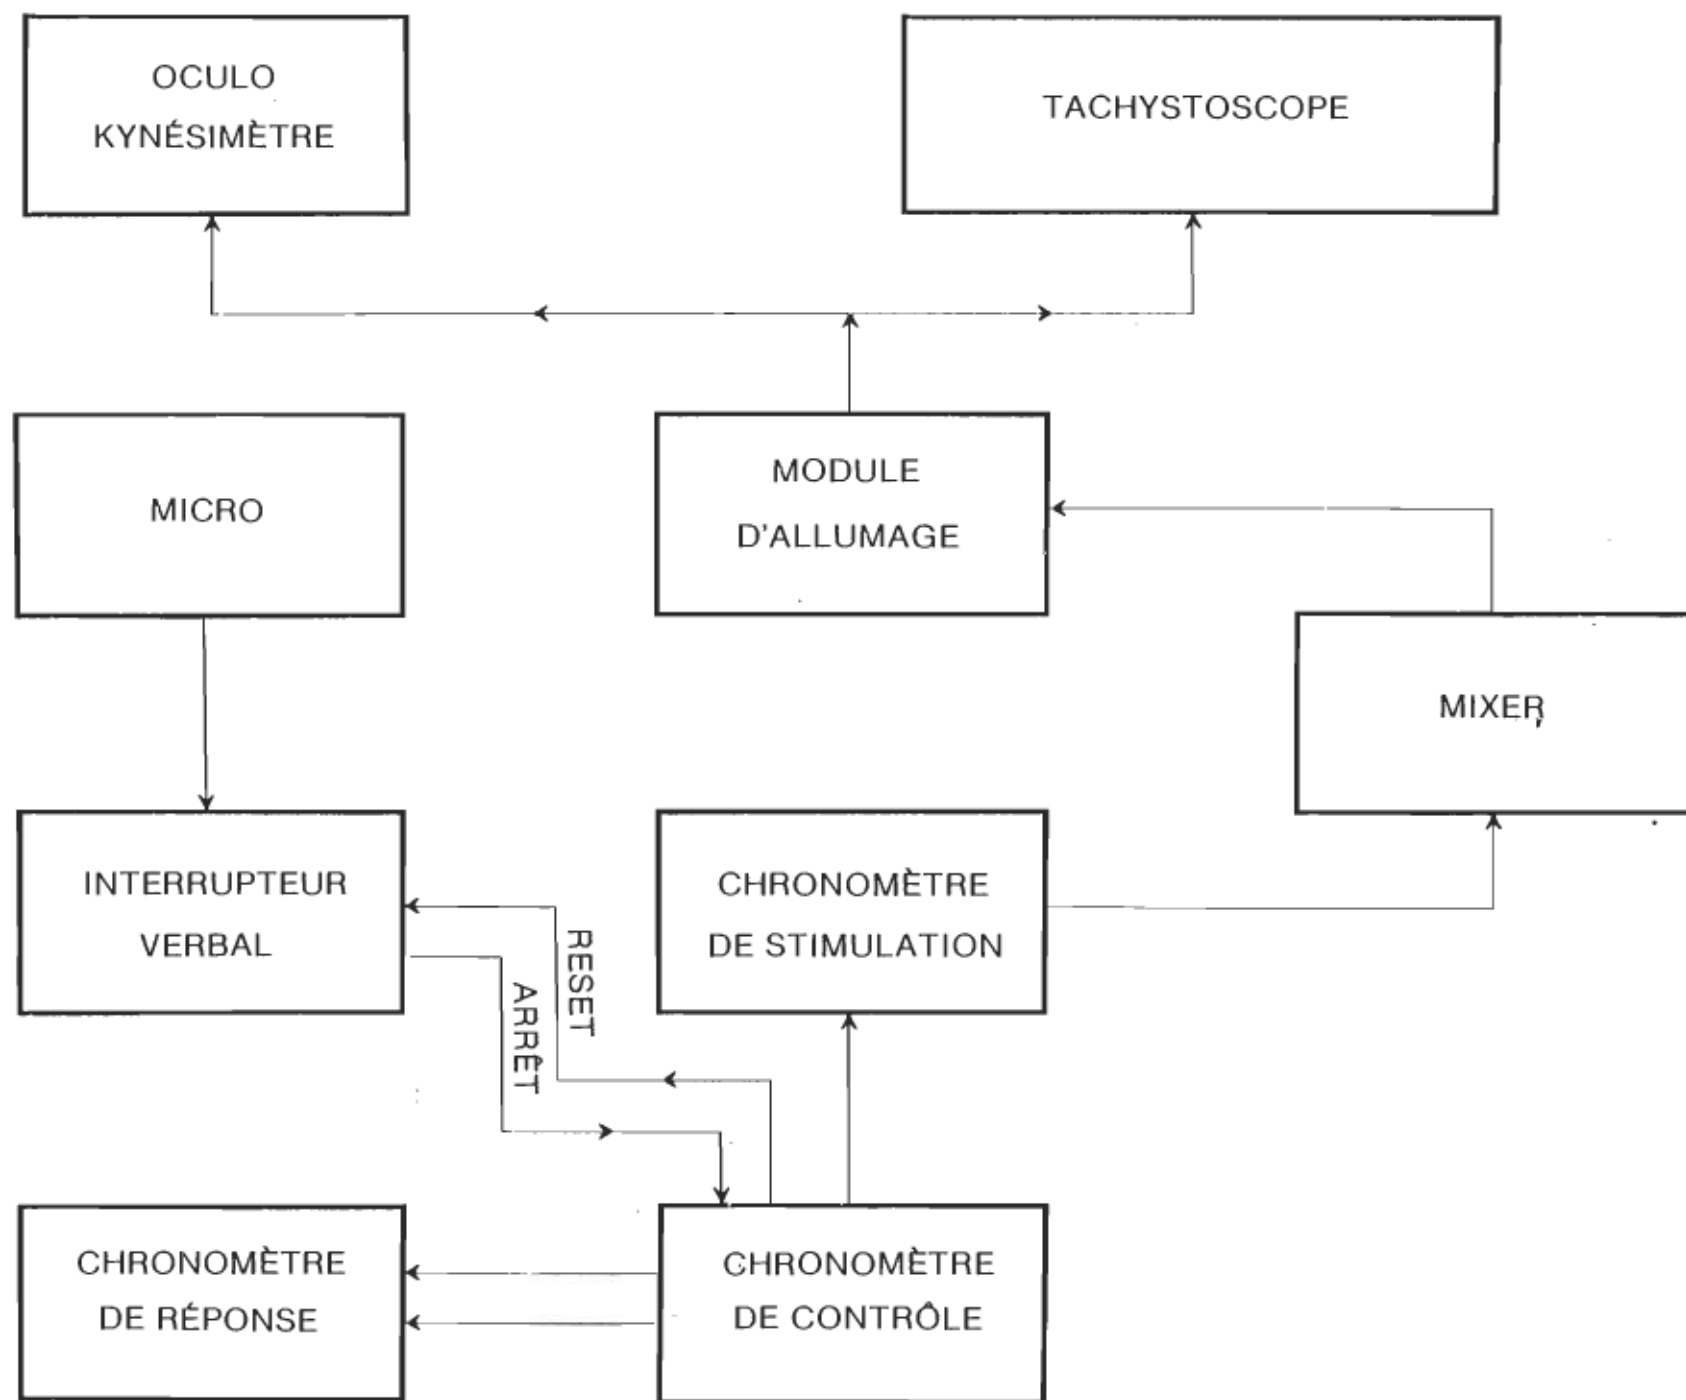 OCULO
KYNÉSIMÈTRE
TACHYSTOSCOPE
MICRO
MODULE
D'ALLUMAGE
MIXER
INTERRUPTEUR
VERBAL
RESET
ARRÊT
CHRONOMÈTRE
DE STIMULATION
CHRONOMÈTRE
DE RÉPONSE
CHRONOMÈTRE
DE CONTRÔLE